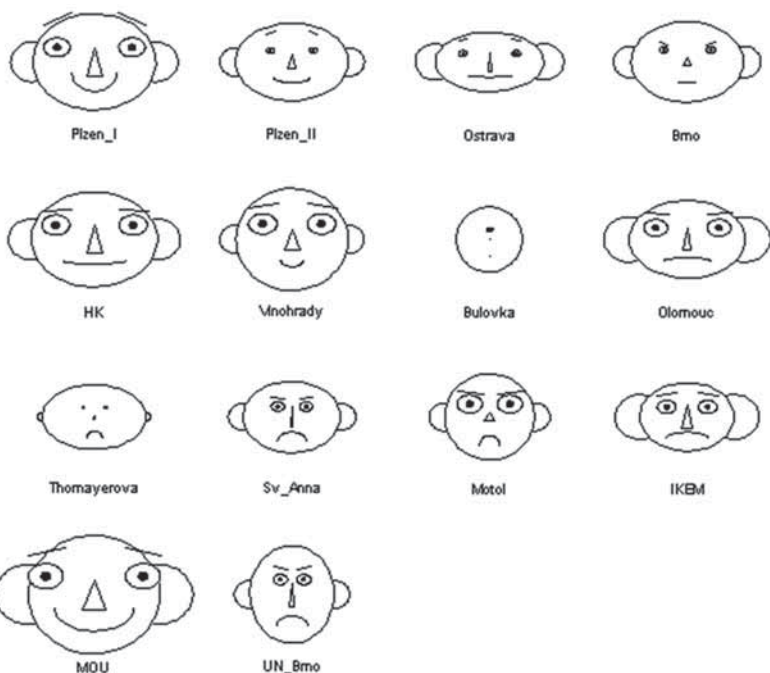 Plzen_I
Plzen_II
Ostrava
Brno
HK
Vinohrady
Bulovka
Olomouc
Thomayerova
Sv_Anna
Motol
IKEM
MOU
UN_Brno